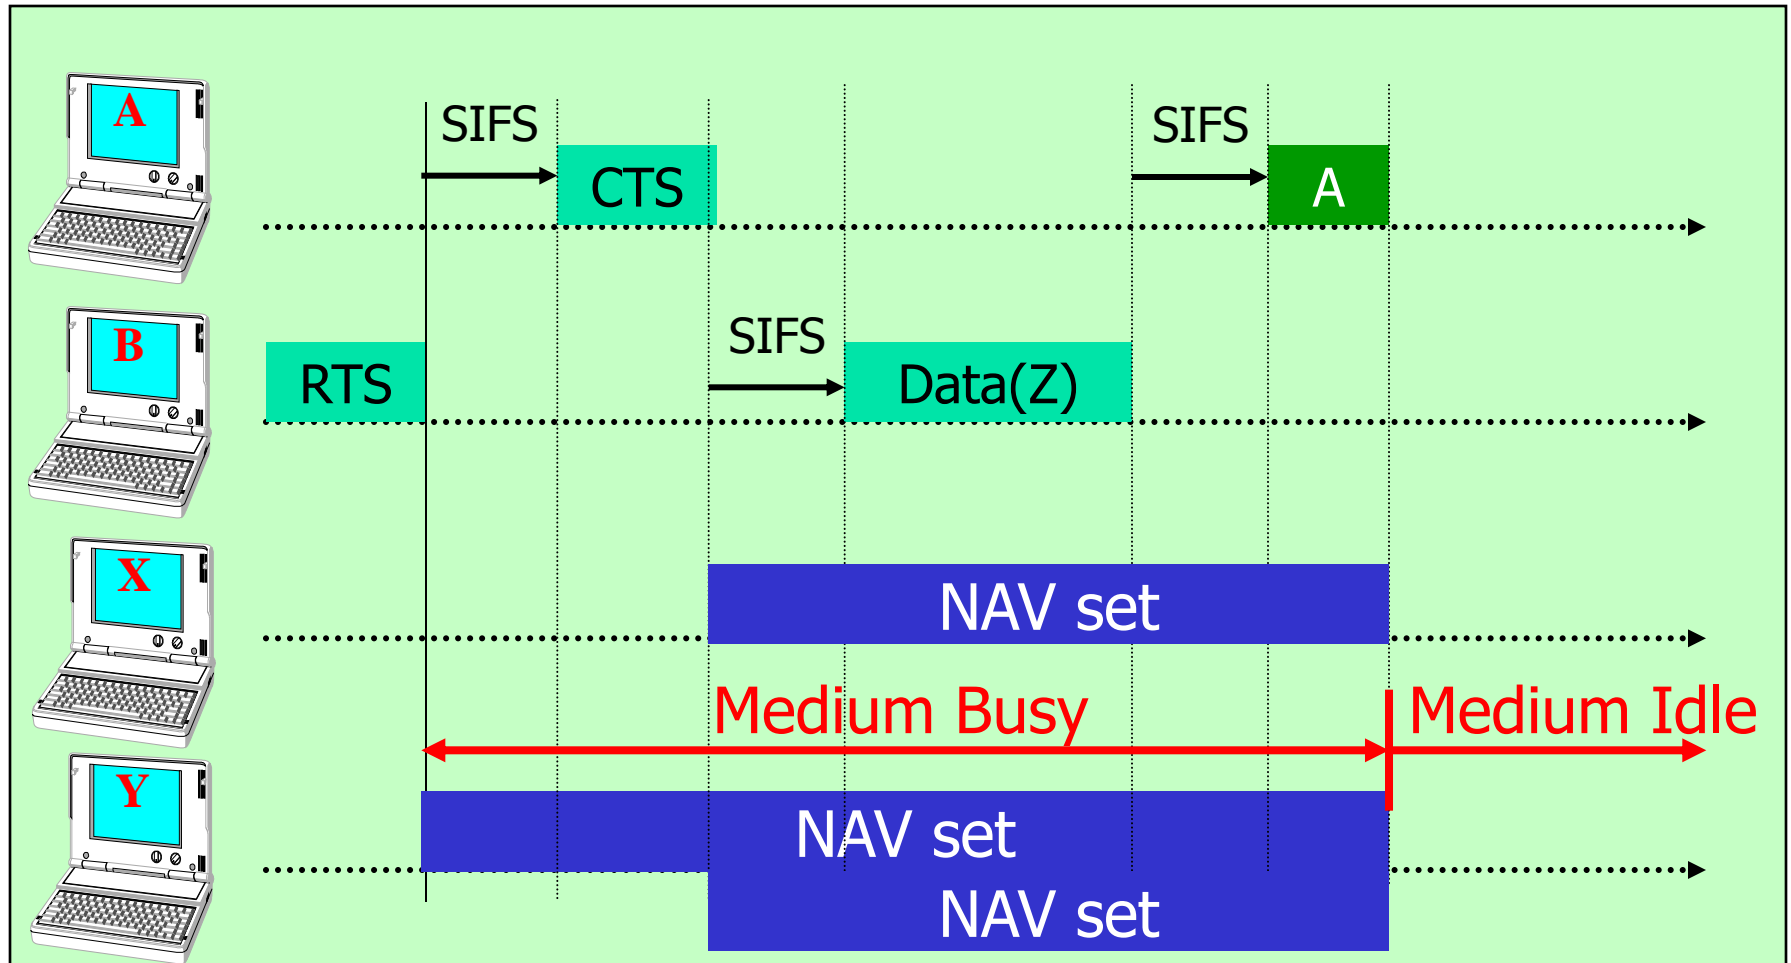 A
SIFS
SIFS
CTS
A
B
SIFS
RTS
Data(Z)
X
NAV set
Medium Busy
Medium Idle
Y
NAV set
NAV set